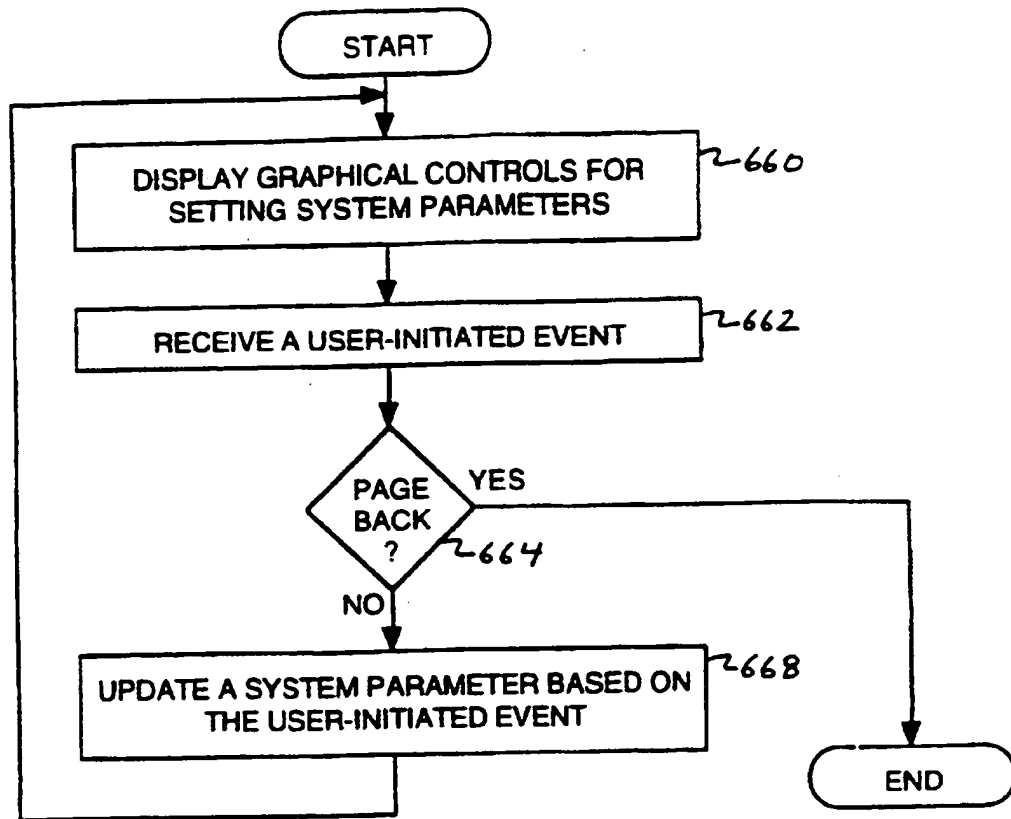 START
DISPLAY GRAPHICAL CONTROLS FOR
SETTING SYSTEM PARAMETERS
660
RECEIVE A USER-INITIATED EVENT
662
PAGE
BACK
?
YES
664
NO
UPDATE A SYSTEM PARAMETER BASED ON
THE USER-INITIATED EVENT
668
END